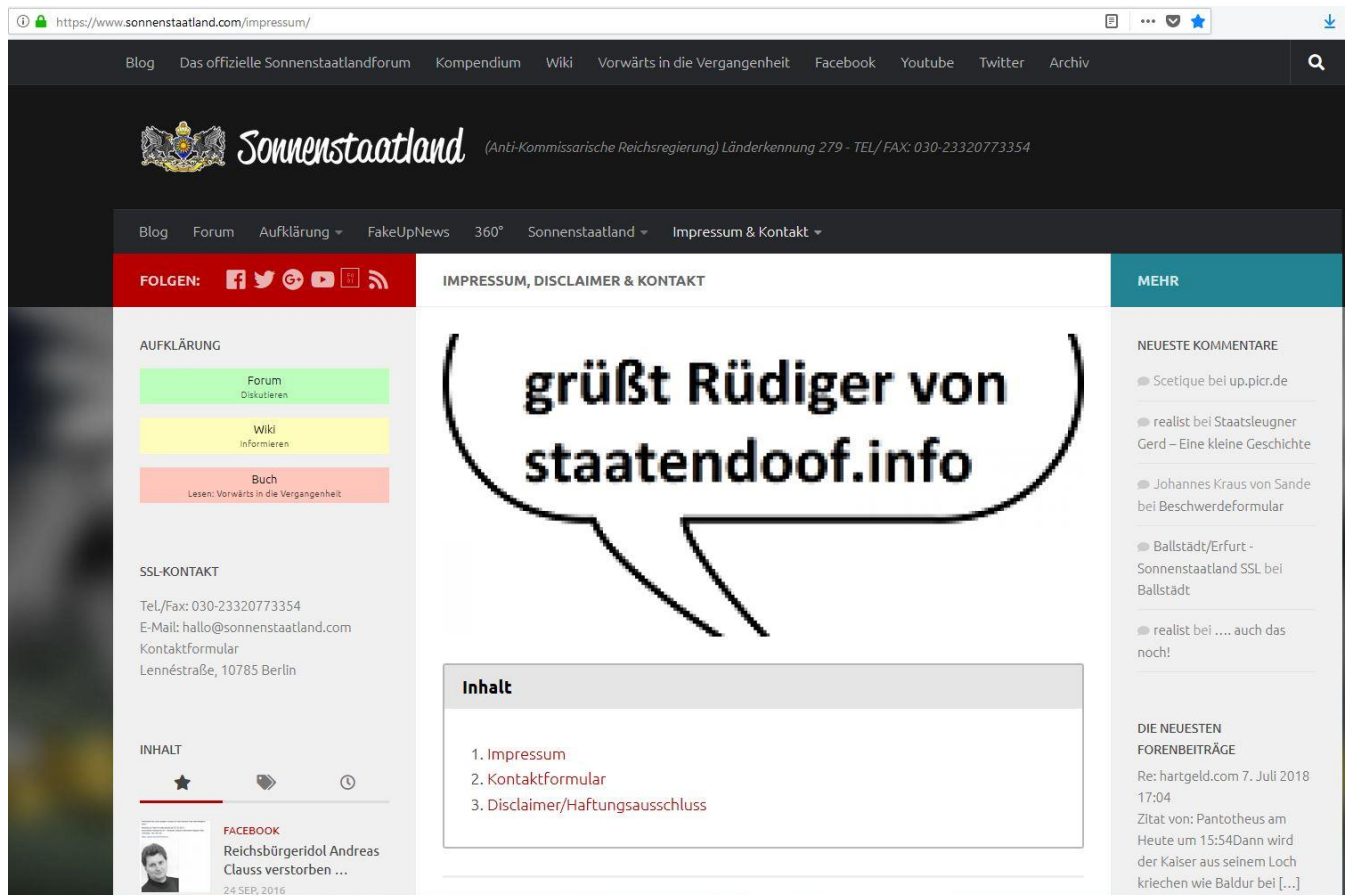 https://www.sonnenstaatland.com/impressum/
Blog Das offizielle Sonnenstaatlandforum Kompendium Wiki Vorwärts in die Vergangenheit Facebook Youtube Twitter Archiv
Sonnenstaatland (Anti-Kommissarische Reichsregierung) Länderkennung 279 - TEL/ FAX: 030-23320773354
Blog Forum Aufklärung FakeUpNews 360° Sonnenstaatland Impressum & Kontakt
FOLGEN:
AUFKLÄRUNG
Forum
Diskutieren
Wiki
Informieren
Buch
Lesen: Vorwärts in die Vergangenheit
SSL-KONTAKT
Tel./Fax: 030-23320773354
E-Mail: hallo@sonnenstaatland.com
Kontaktformular
Lennéstraße, 10785 Berlin
INHALT
FACEBOOK
Reichsbürgeridol Andreas
Clauss verstorben …
24 SEP, 2016
IMPRESSUM, DISCLAIMER & KONTAKT
grüßt Rüdiger von
staatendoof.info
Inhalt
1. Impressum
2. Kontaktformular
3. Disclaimer/Haftungsausschluss
MEHR
NEUESTE KOMMENTARE
Scetique bei up.picr.de
realist bei Staatsleugner
Gerd – Eine kleine Geschichte
Johannes Kraus von Sande
bei Beschwerdeformular
Ballstädt/Erfurt -
Sonnenstaatland SSL bei
Ballstädt
realist bei …. auch das
noch!
DIE NEUESTEN
FORENBEITRÄGE
Re: hartgeld.com 7. Juli 2018
17:04
Zitat von: Pantotheus am
Heute um 15:54Dann wird
der Kaiser aus seinem Loch
kriechen wie Baldur bei […]